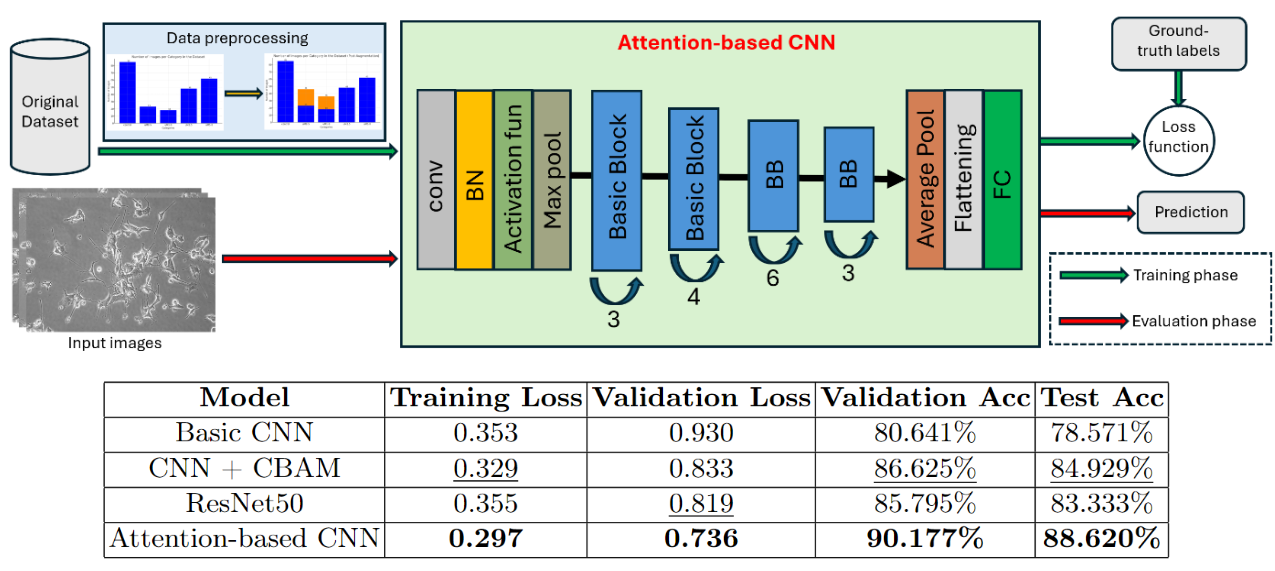 Original
Dataset
Data preprocessing
Attention-based CNN
conv
BN
Activation fun
Max pool
Basic Block
3
Basic Block
4
BB
6
BB
3
Average Pool
Flattening
FC
Ground-
truth labels
Loss
function
Prediction
Training phase
Evaluation phase
Input images
Model Training Loss Validation Loss Validation Acc Test Acc
Basic CNN 0.353 0.930 80.641% 78.571%
CNN + CBAM 0.329 0.833 86.625% 84.929%
ResNet50 0.355 0.819 85.795% 83.333%
Attention-based CNN 0.297 0.736 90.177% 88.620%